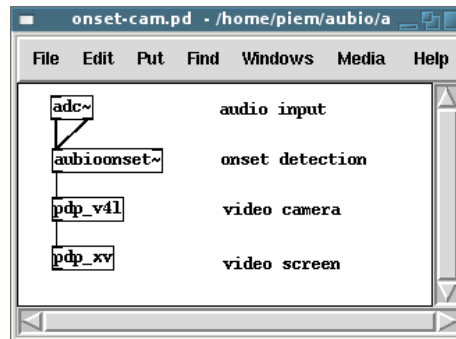 onset-cam.pd - /home/piem/aubio/a
File Edit Put Find Windows Media Help
adc~ audio input
aubioonset~ onset detection
pdp_v4l video camera
pdp_xv video screen